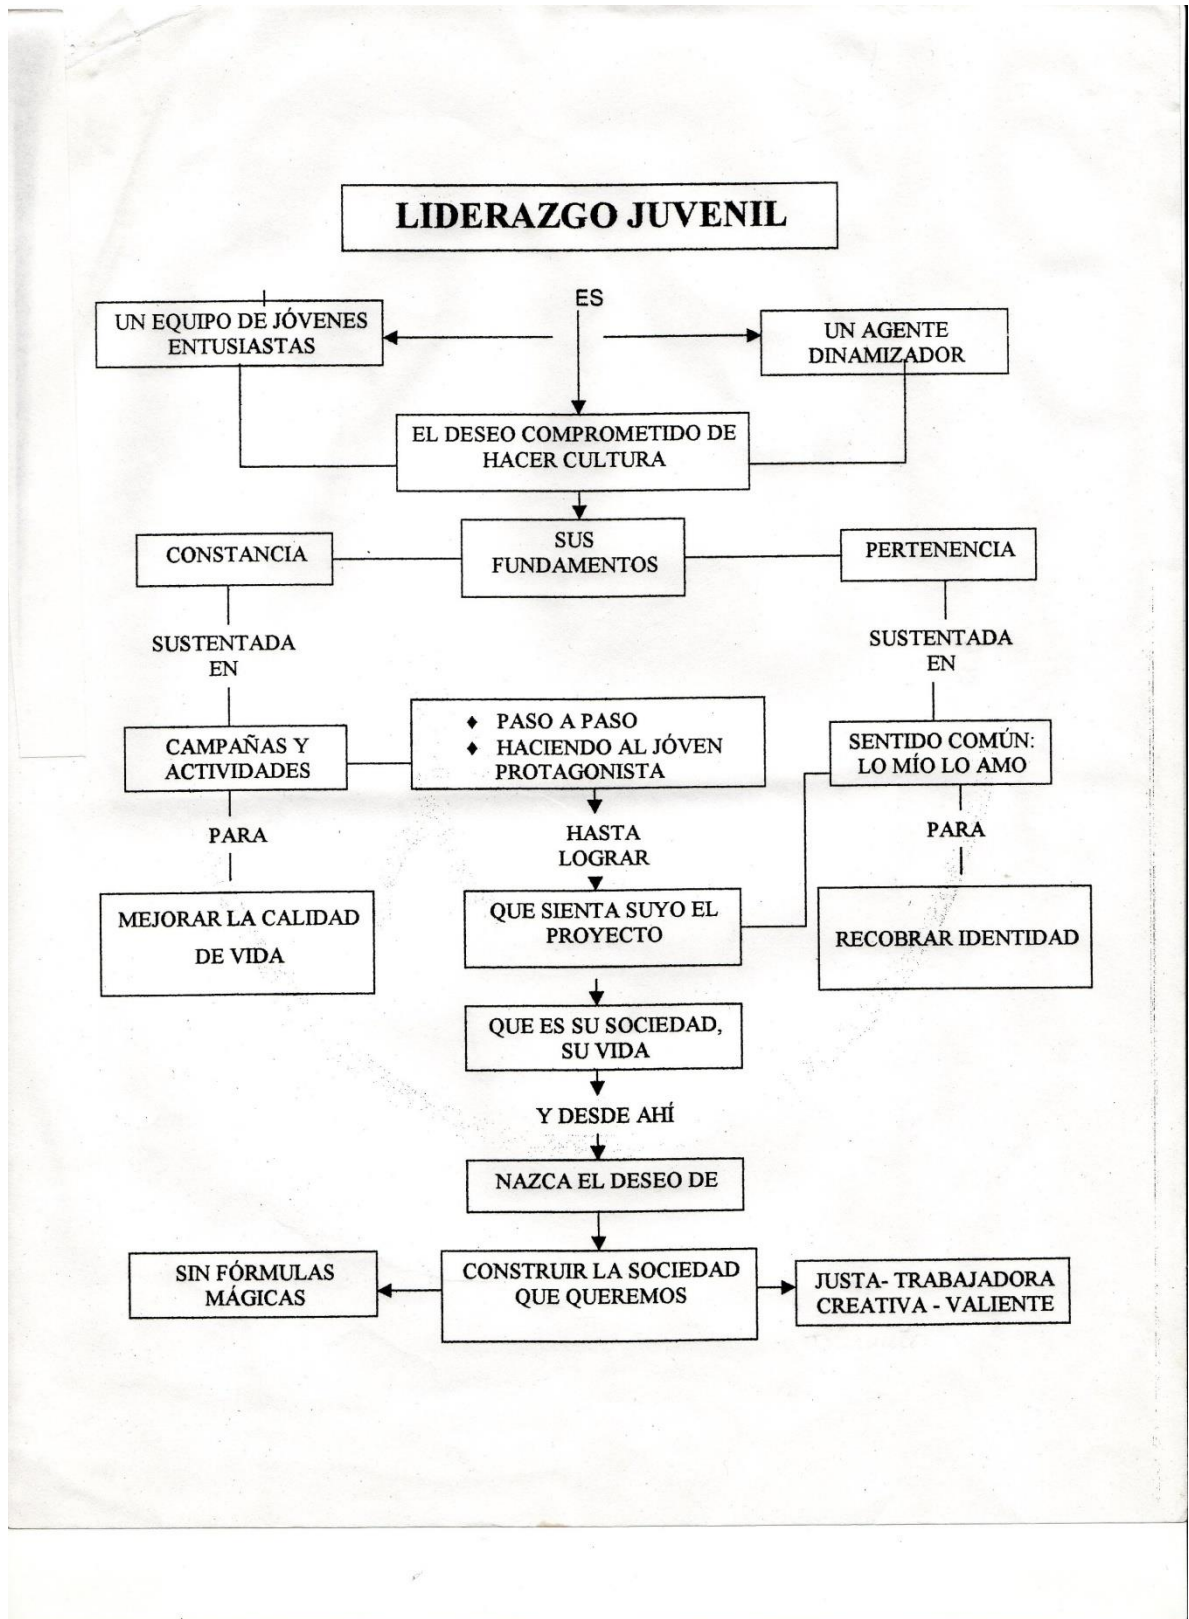 LIDERAZGO JUVENIL
ES
UN EQUIPO DE JÓVENES
ENTUSIASTAS
UN AGENTE
DINAMIZADOR
EL DESEO COMPROMETIDO DE
HACER CULTURA
CONSTANCIA
SUS
FUNDAMENTOS
PERTENENCIA
SUSTENTADA
EN
SUSTENTADA
EN
CAMPAÑAS Y
ACTIVIDADES
♦ PASO A PASO
♦ HACIENDO AL JÓVEN
PROTAGONISTA
SENTIDO COMÚN:
LO MÍO LO AMO
PARA
HASTA
LOGRAR
PARA
MEJORAR LA CALIDAD
DE VIDA
QUE SIENTA SUYO EL
PROYECTO
RECOBRAR IDENTIDAD
QUE ES SU SOCIEDAD,
SU VIDA
Y DESDE AHÍ
NAZCA EL DESEO DE
SIN FÓRMULAS
MÁGICAS
CONSTRUIR LA SOCIEDAD
QUE QUEREMOS
JUSTA- TRABAJADORA
CREATIVA - VALIENTE